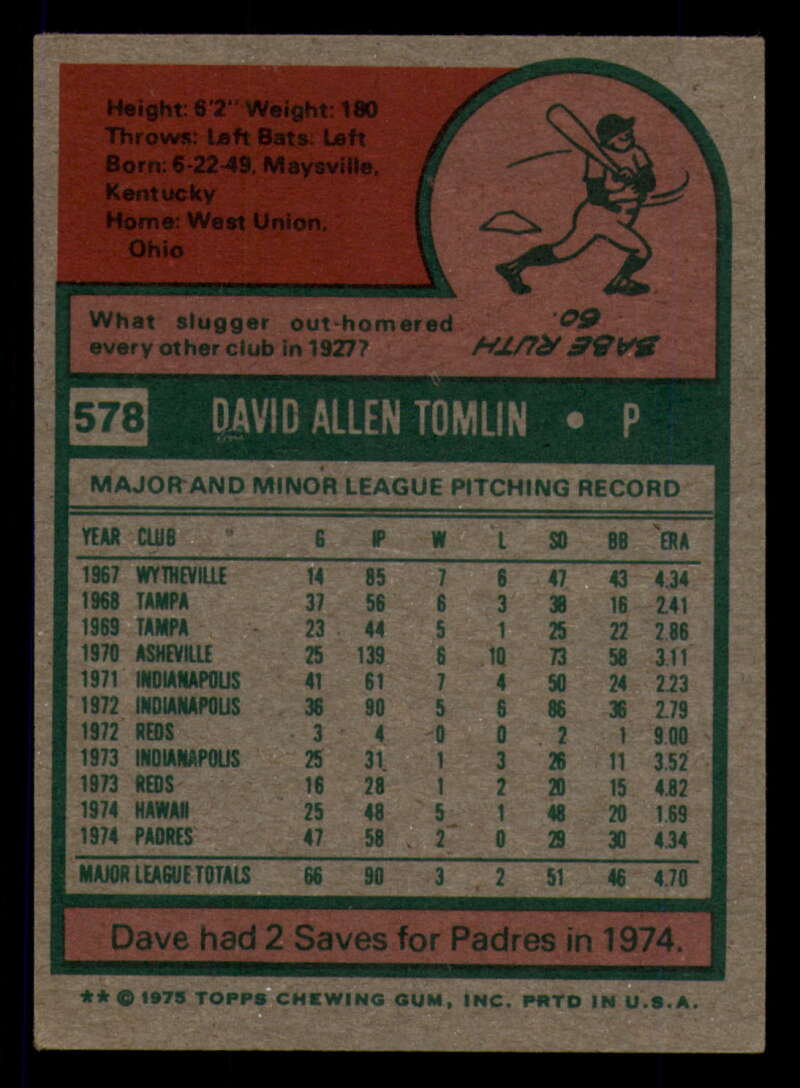 Height: 6'2" Weight: 180
Throws: Left Bats: Left
Born: 6-22-49, Maysville,
Kentucky
Home: West Union,
Ohio
What slugger out-homered
every other club in 1927?
BABE RUTH
60.
578 DAVID ALLEN TOMLIN • P
MAJOR AND MINOR LEAGUE PITCHING RECORD
YEAR CLUB G IP W L SO BB ERA
1967 WYTHEVILLE 14 85 7 6 47 43 4.34
1968 TAMPA 37 56 6 3 38 16 2.41
1969 TAMPA 23 44 5 1 25 22 2.86
1970 ASHEVILLE 25 139 6 10 73 58 3.11
1971 INDIANAPOLIS 41 61 7 4 50 24 2.23
1972 INDIANAPOLIS 36 90 5 6 86 36 2.79
1972 REDS 3 4 0 0 2 1 9.00
1973 INDIANAPOLIS 25 31 1 3 26 11 3.52
1973 REDS 16 28 1 2 20 15 4.82
1974 HAWAII 25 48 5 1 48 20 1.69
1974 PADRES 47 58 2 0 29 30 4.34
MAJOR LEAGUE TOTALS 66 90 3 2 51 46 4.70
Dave had 2 Saves for Padres in 1974.
** © 1975 TOPPS CHEWING GUM, INC. PRTD IN U.S.A.